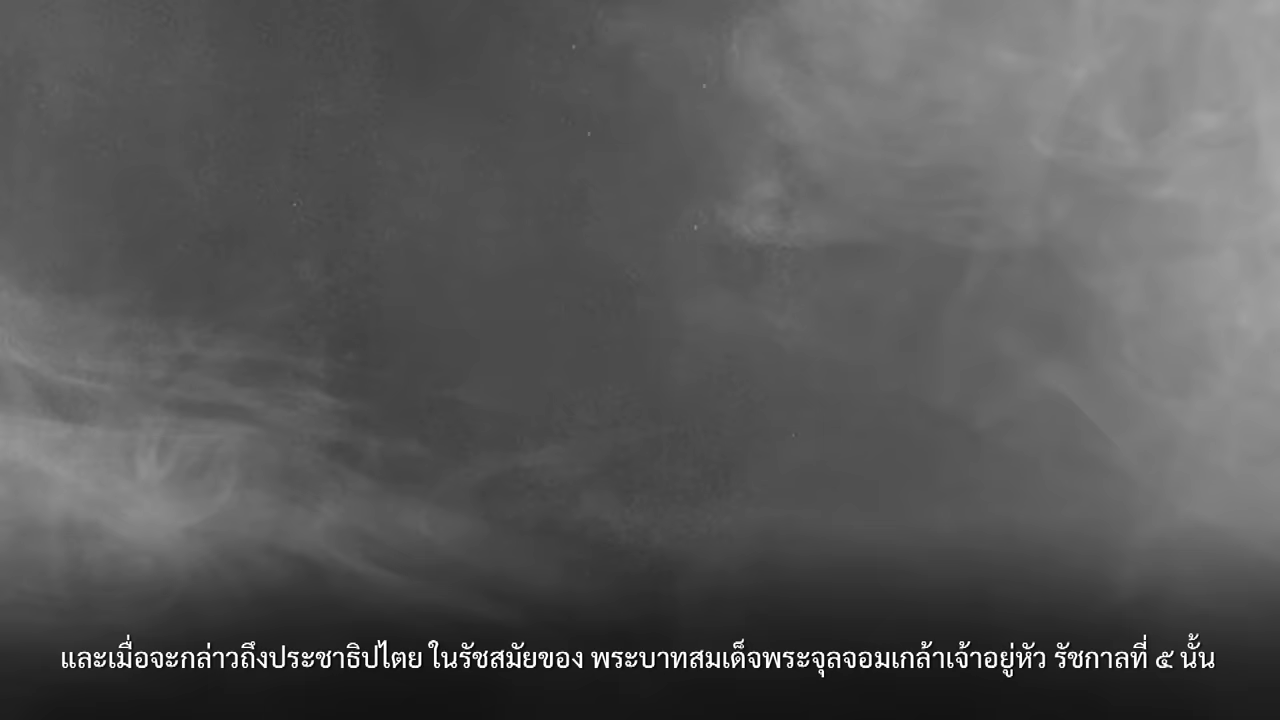 และเมื่อจะกล่าวถึงประชาธิปไตย ในรัชสมัยของ พระบาทสมเด็จพระจุลจอมเกล้าเจ้าอยู่หัว รัชกาลที่ ๕ นั้น